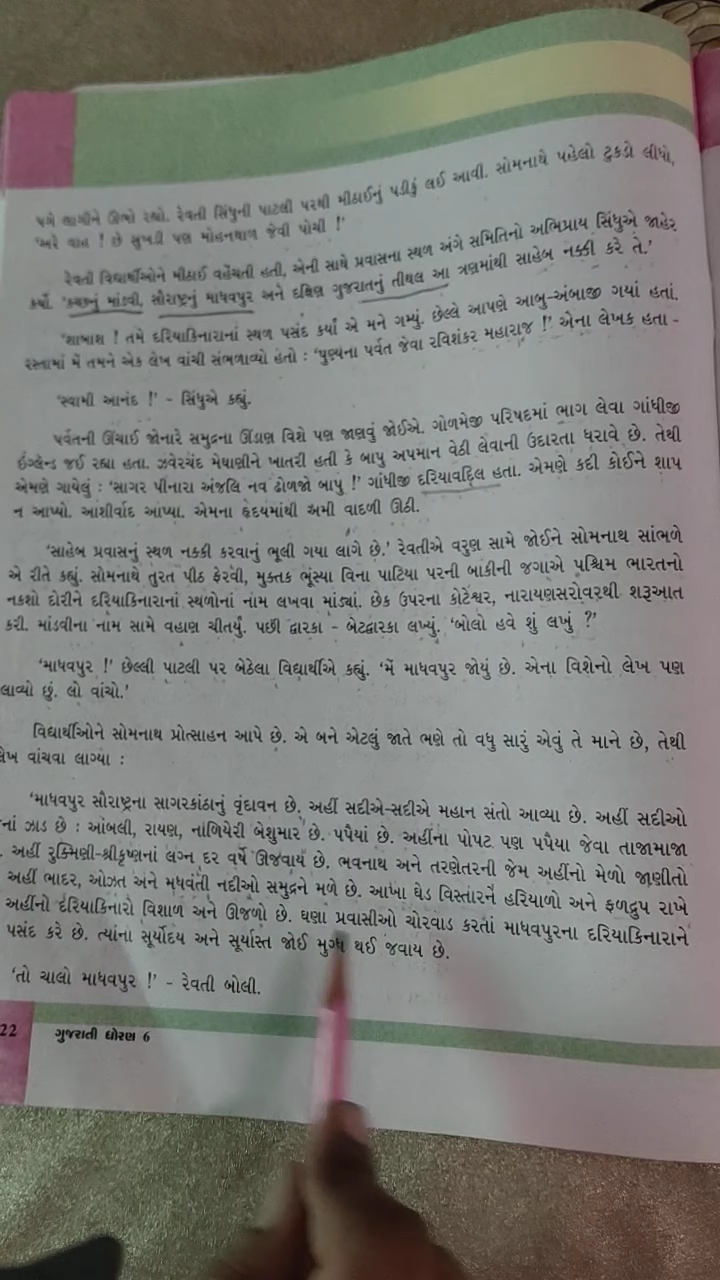 પગે લાગીને ઊભો રહ્યો. રેવતી સિંધુની પાટલી પરથી મીઠાઈનું પડીકું લઈ આવી. સોમનાથે પહેલો ટુકડો લીધો,
'અરે વાહ ! છે સુખડી પણ મોહનથાળ જેવી પોચી !'
રેવતી વિદ્યાર્થીઓને મીઠાઈ વહેંચતી હતી, એની સાથે પ્રવાસના સ્થળ અંગે સમિતિનો અભિપ્રાય સિંધુએ જાહેર
કર્યો. 'કચ્છનું માંડવી, સૌરાષ્ટ્રનું માધવપુર અને દક્ષિણ ગુજરાતનું તીથલ આ ત્રણમાંથી સાહેબ નક્કી કરે તે.'
'શાબાશ ! તમે દરિયાકિનારાનાં સ્થળ પસંદ કર્યાં એ મને ગમ્યું. છેલ્લે આપણે આબુ-અંબાજી ગયાં હતાં.
રસ્તામાં મેં તમને એક લેખ વાંચી સંભળાવ્યો હતો : 'પુણ્યના પર્વત જેવા રવિશંકર મહારાજ !' એના લેખક હતા -
'સ્વામી આનંદ !' - સિંધુએ કહ્યું.
પર્વતની ઊંચાઈ જોનારે સમુદ્રના ઊંડાણ વિશે પણ જાણવું જોઈએ. ગોળમેજી પરિષદમાં ભાગ લેવા ગાંધીજી
ઇંગ્લેન્ડ જઈ રહ્યા હતા. ઝવેરચંદ મેઘાણીને ખાતરી હતી કે બાપુ અપમાન વેઠી લેવાની ઉદારતા ધરાવે છે. તેથી
એમણે ગાયેલું : 'સાગર પીનારા અંજલિ નવ ઢોળજો બાપુ !' ગાંધીજી દરિયાવદિલ હતા. એમણે કદી કોઈને શાપ
ન આપ્યો. આશીર્વાદ આપ્યા. એમના હૃદયમાંથી અમી વાદળી ઊઠી.
'સાહેબ પ્રવાસનું સ્થળ નક્કી કરવાનું ભૂલી ગયા લાગે છે.' રેવતીએ વરુણ સામે જોઈને સોમનાથ સાંભળે
એ રીતે કહ્યું. સોમનાથે તુરત પીઠ ફેરવી, મુક્તક ભૂંસ્યા વિના પાટિયા પરની બાકીની જગાએ પશ્ચિમ ભારતનો
નકશો દોરીને દરિયાકિનારાનાં સ્થળોનાં નામ લખવા માંડ્યાં. છેક ઉપરના કોટેશ્વર, નારાયણસરોવરથી શરૂઆત
કરી. માંડવીના નામ સામે વહાણ ચીતર્યું. પછી દ્વારકા - બેટદ્વારકા લખ્યું. 'બોલો હવે શું લખું ?'
'માધવપુર !' છેલ્લી પાટલી પર બેઠેલા વિદ્યાર્થીએ કહ્યું. 'મેં માધવપુર જોયું છે. એના વિશેનો લેખ પણ
લાવ્યો છું. લો વાંચો.'
વિદ્યાર્થીઓને સોમનાથ પ્રોત્સાહન આપે છે. એ બને એટલું જાતે ભણે તો વધુ સારું એવું તે માને છે, તેથી
લેખ વાંચવા લાગ્યા :
'માધવપુર સૌરાષ્ટ્રના સાગરકાંઠાનું વૃંદાવન છે. અહીં સદીએ-સદીએ મહાન સંતો આવ્યા છે. અહીં સદીઓ
નાં ઝાડ છે : આંબલી, રાયણ, નાળિયેરી બેશુમાર છે. પપૈયાં છે. અહીંના પોપટ પણ પપૈયા જેવા તાજામાજા
. અહીં રુક્મિણી-શ્રીકૃષ્ણનાં લગ્ન દર વર્ષે ઊજવાય છે. ભવનાથ અને તરણેતરની જેમ અહીંનો મેળો જાણીતો
અહીં ભાદર, ઓઝત અને મધવંતી નદીઓ સમુદ્રને મળે છે. આખા ઘેડ વિસ્તારને હરિયાળો અને ફળદ્રુપ રાખે
અહીંનો દરિયાકિનારો વિશાળ અને ઊજળો છે. ઘણા પ્રવાસીઓ ચોરવાડ કરતાં માધવપુરના દરિયાકિનારાને
પસંદ કરે છે. ત્યાંના સૂર્યોદય અને સૂર્યાસ્ત જોઈ મુગ્ધ થઈ જવાય છે.
'તો ચાલો માધવપુર !' - રેવતી બોલી.
22 ગુજરાતી ધોરણ 6